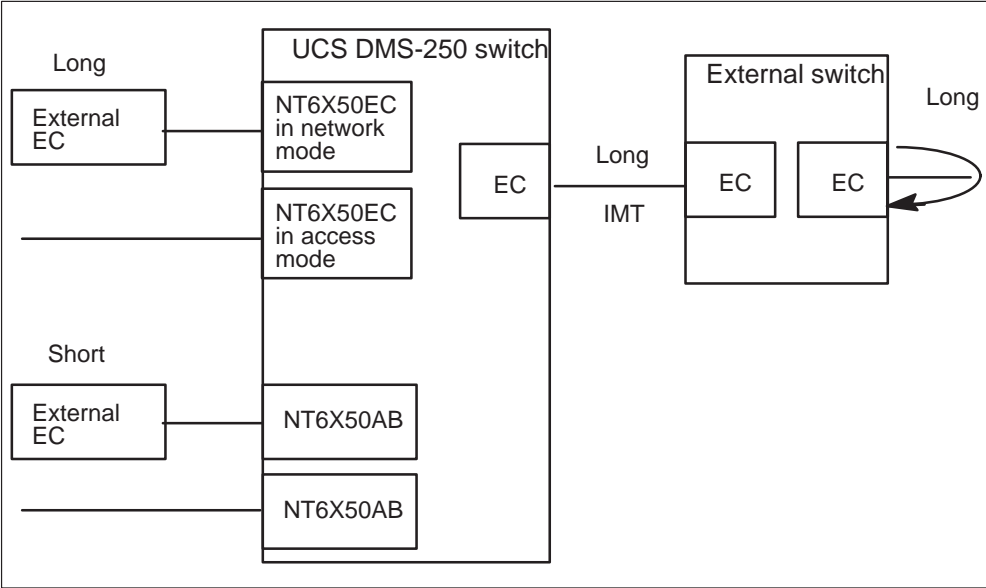 UCS DMS-250 switch
Long
External
EC
NT6X50EC
in network
mode
NT6X50EC
in access
mode
EC
Long
IMT
External switch
EC
EC
Long
Short
External
EC
NT6X50AB
NT6X50AB